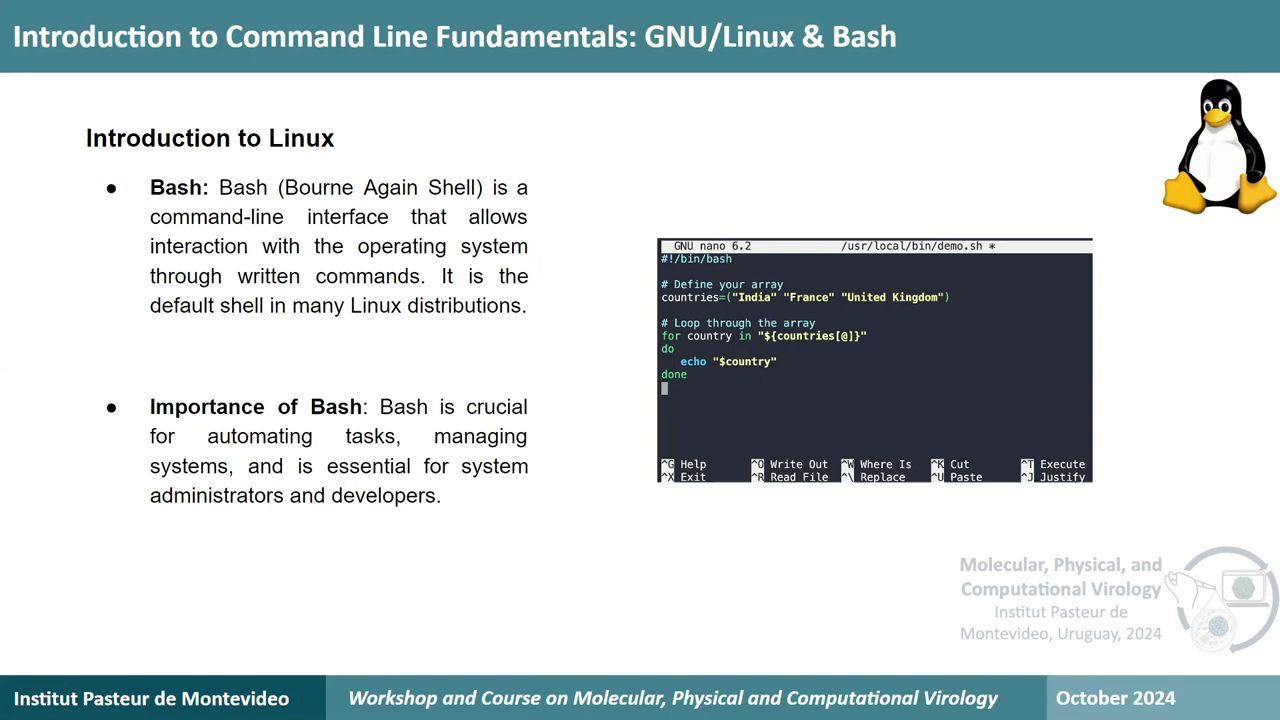 Introduction to Command Line Fundamentals: GNU/Linux & Bash
Introduction to Linux
● Bash: Bash (Bourne Again Shell) is a
command-line interface that allows
interaction with the operating system
through written commands. It is the
default shell in many Linux distributions.
● Importance of Bash: Bash is crucial
for automating tasks, managing
systems, and is essential for system
administrators and developers.
GNU nano 6.2 /usr/local/bin/demo.sh *
#!/bin/bash
# Define your array
countries=("India" "France" "United Kingdom")
# Loop through the array
for country in "${countries[@]}"
do
echo "$country"
done
^G Help ^O Write Out ^W Where Is ^K Cut ^T Execute
^X Exit ^R Read File ^\ Replace ^U Paste ^J Justify
Molecular, Physical, and
Computational Virology
Institut Pasteur de
Montevideo, Uruguay, 2024
Institut Pasteur de Montevideo Workshop and Course on Molecular, Physical and Computational Virology October 2024